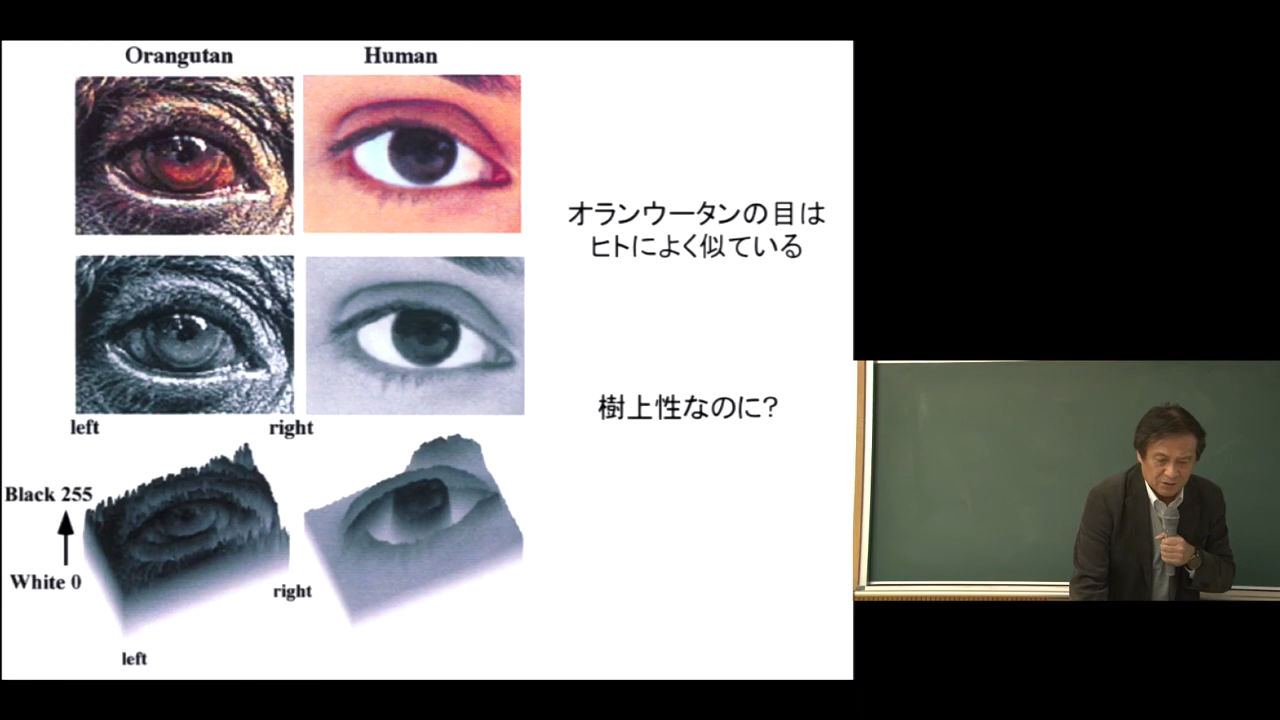 Orangutan
Human
オランウータンの目は
ヒトによく似ている
樹上性なのに?
left
right
Black 255
White 0
right
left